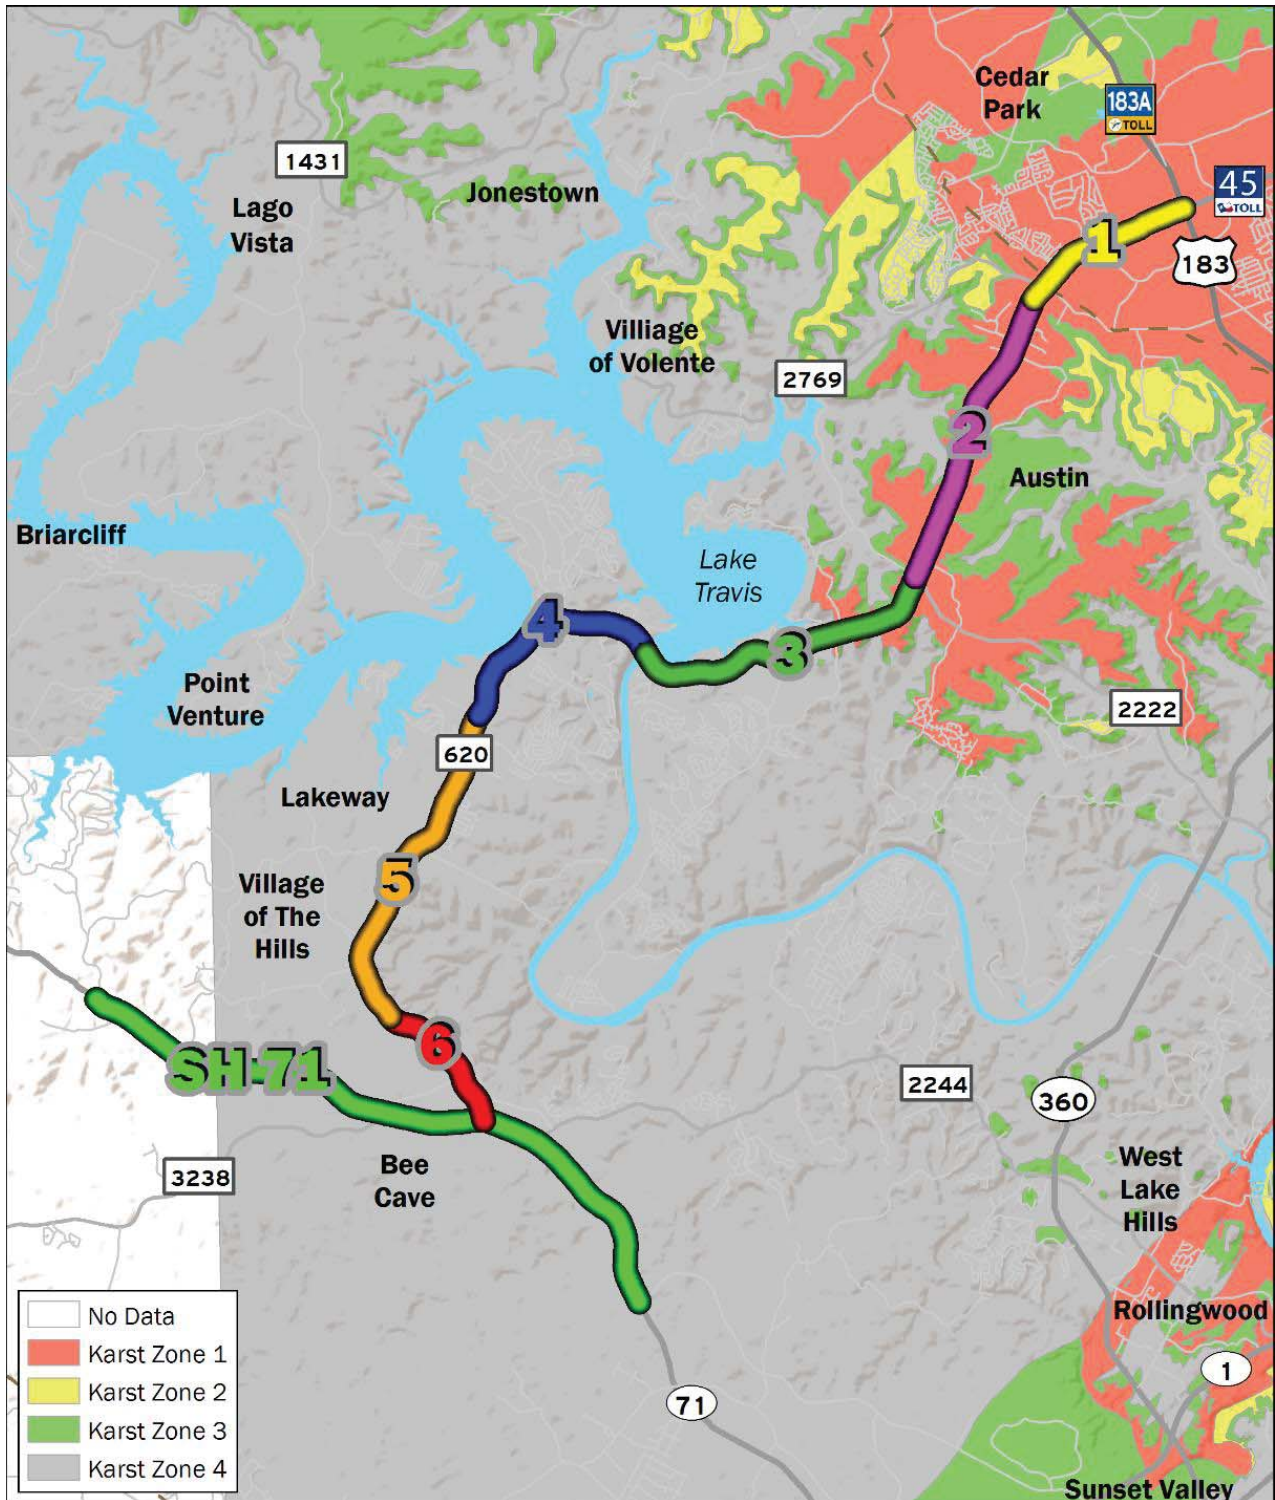 Cedar
Park
183A
TOLL
1431
Jonestown
45
TOLL
Lago
Vista
1
183
Villiage
of Volente
2769
2
Austin
Briarcliff
Lake
Travis
4
3
Point
Venture
2222
620
Lakeway
5
Village
of The
Hills
6
SH-71
2244
360
Bee
Cave
3238
West
Lake
Hills
Rollingwood
1
71
Sunset Valley
No Data
Karst Zone 1
Karst Zone 2
Karst Zone 3
Karst Zone 4